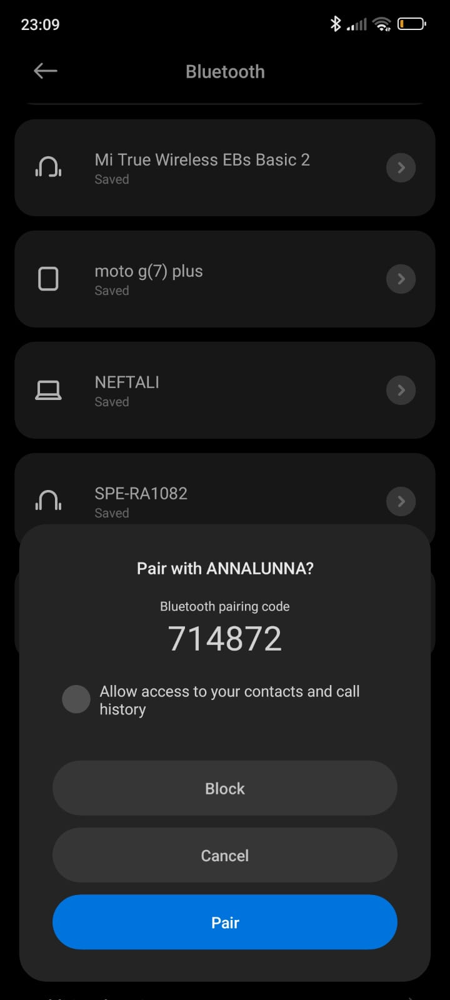 23:09
Bluetooth
Mi True Wireless EBs Basic 2
Saved
moto g(7) plus
Saved
NEFTALI
Saved
SPE-RA1082
Saved
Pair with ANNALUNNA?
Bluetooth pairing code
714872
Allow access to your contacts and call
history
Block
Cancel
Pair